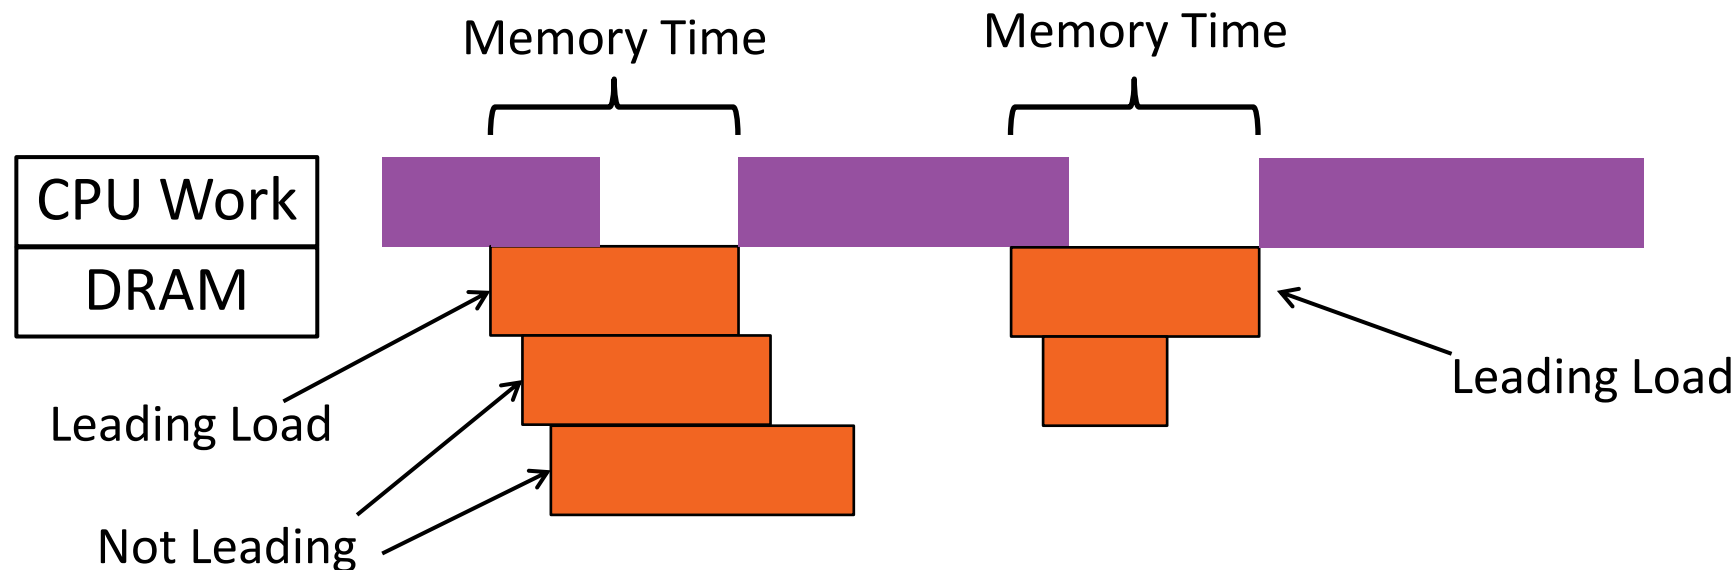 Memory Time
Memory Time
CPU Work
DRAM
Leading Load
Leading Load
Not Leading